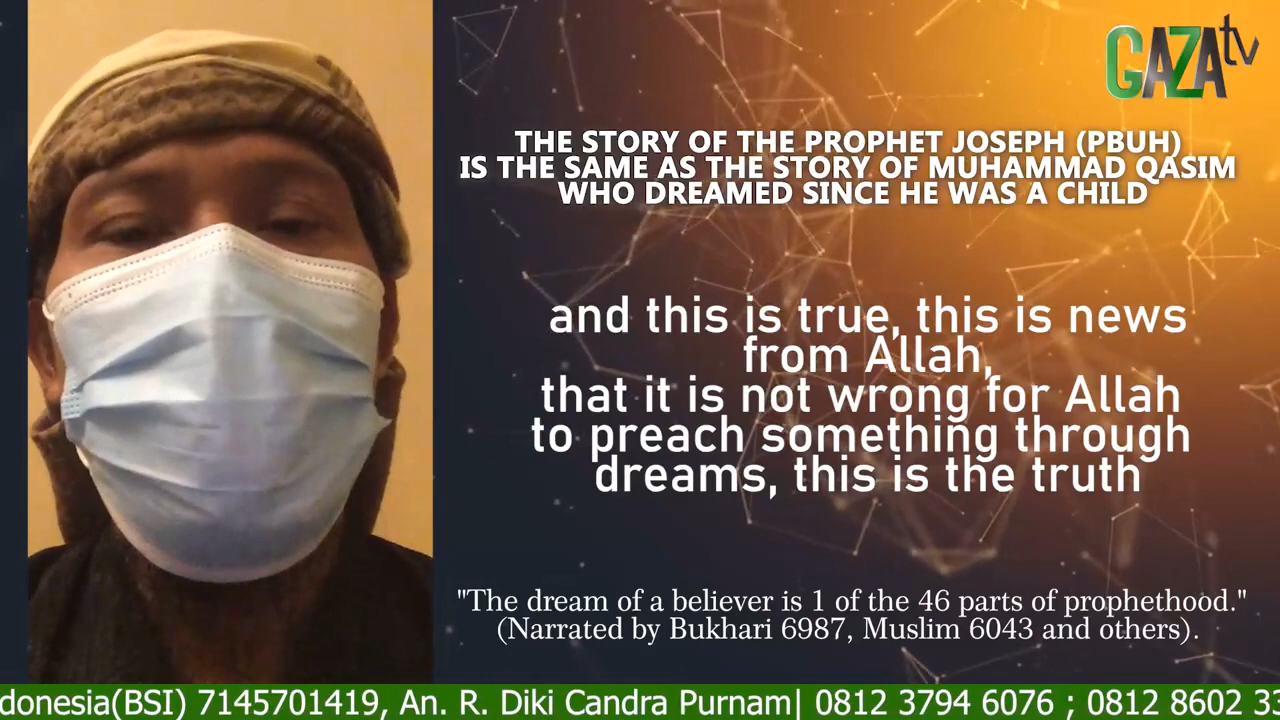 GAZAtv
THE STORY OF THE PROPHET JOSEPH (PBUH)
IS THE SAME AS THE STORY OF MUHAMMAD QASIM
WHO DREAMED SINCE HE WAS A CHILD
and this is true, this is news
from Allah,
that it is not wrong for Allah
to preach something through
dreams, this is the truth
"The dream of a believer is 1 of the 46 parts of prophethood."
(Narrated by Bukhari 6987, Muslim 6043 and others).
donesia(BSI) 7145701419, An. R. Diki Candra Purnam| 0812 3794 6076 ; 0812 8602 33